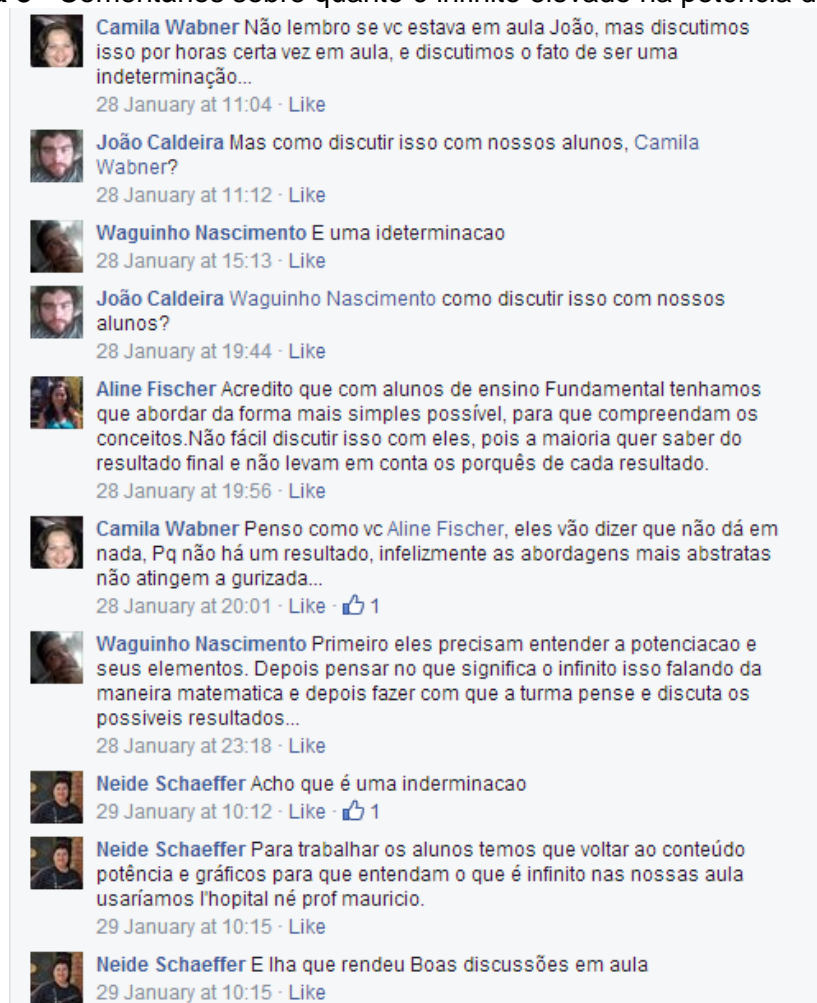 Comentários sobre quanto é infinito elevado na potência
Camila Wabner Não lembro se vc estava em aula João, mas discutimos
isso por horas certa vez em aula, e discutimos o fato de ser uma
indeterminação...
28 January at 11:04 · Like
João Caldeira Mas como discutir isso com nossos alunos, Camila
Wabner?
28 January at 11:12 · Like
Waguinho Nascimento E uma ideterminacao
28 January at 15:13 · Like
João Caldeira Waguinho Nascimento como discutir isso com nossos
alunos?
28 January at 19:44 · Like
Aline Fischer Acredito que com alunos de ensino Fundamental tenhamos
que abordar da forma mais simples possível, para que compreendam os
conceitos.Não fácil discutir isso com eles, pois a maioria quer saber do
resultado final e não levam em conta os porquês de cada resultado.
28 January at 19:56 · Like
Camila Wabner Penso como vc Aline Fischer, eles vão dizer que não dá em
nada, Pq não há um resultado, infelizmente as abordagens mais abstratas
não atingem a gurizada...
28 January at 20:01 · Like · 1
Waguinho Nascimento Primeiro eles precisam entender a potenciacao e
seus elementos. Depois pensar no que significa o infinito isso falando da
maneira matematica e depois fazer com que a turma pense e discuta os
possiveis resultados...
28 January at 23:18 · Like
Neide Schaeffer Acho que é uma inderminacao
29 January at 10:12 · Like · 1
Neide Schaeffer Para trabalhar os alunos temos que voltar ao conteúdo
potência e gráficos para que entendam o que é infinito nas nossas aula
usaríamos l'hopital né prof mauricio.
29 January at 10:15 · Like
Neide Schaeffer E lha que rendeu Boas discussões em aula
29 January at 10:15 · Like